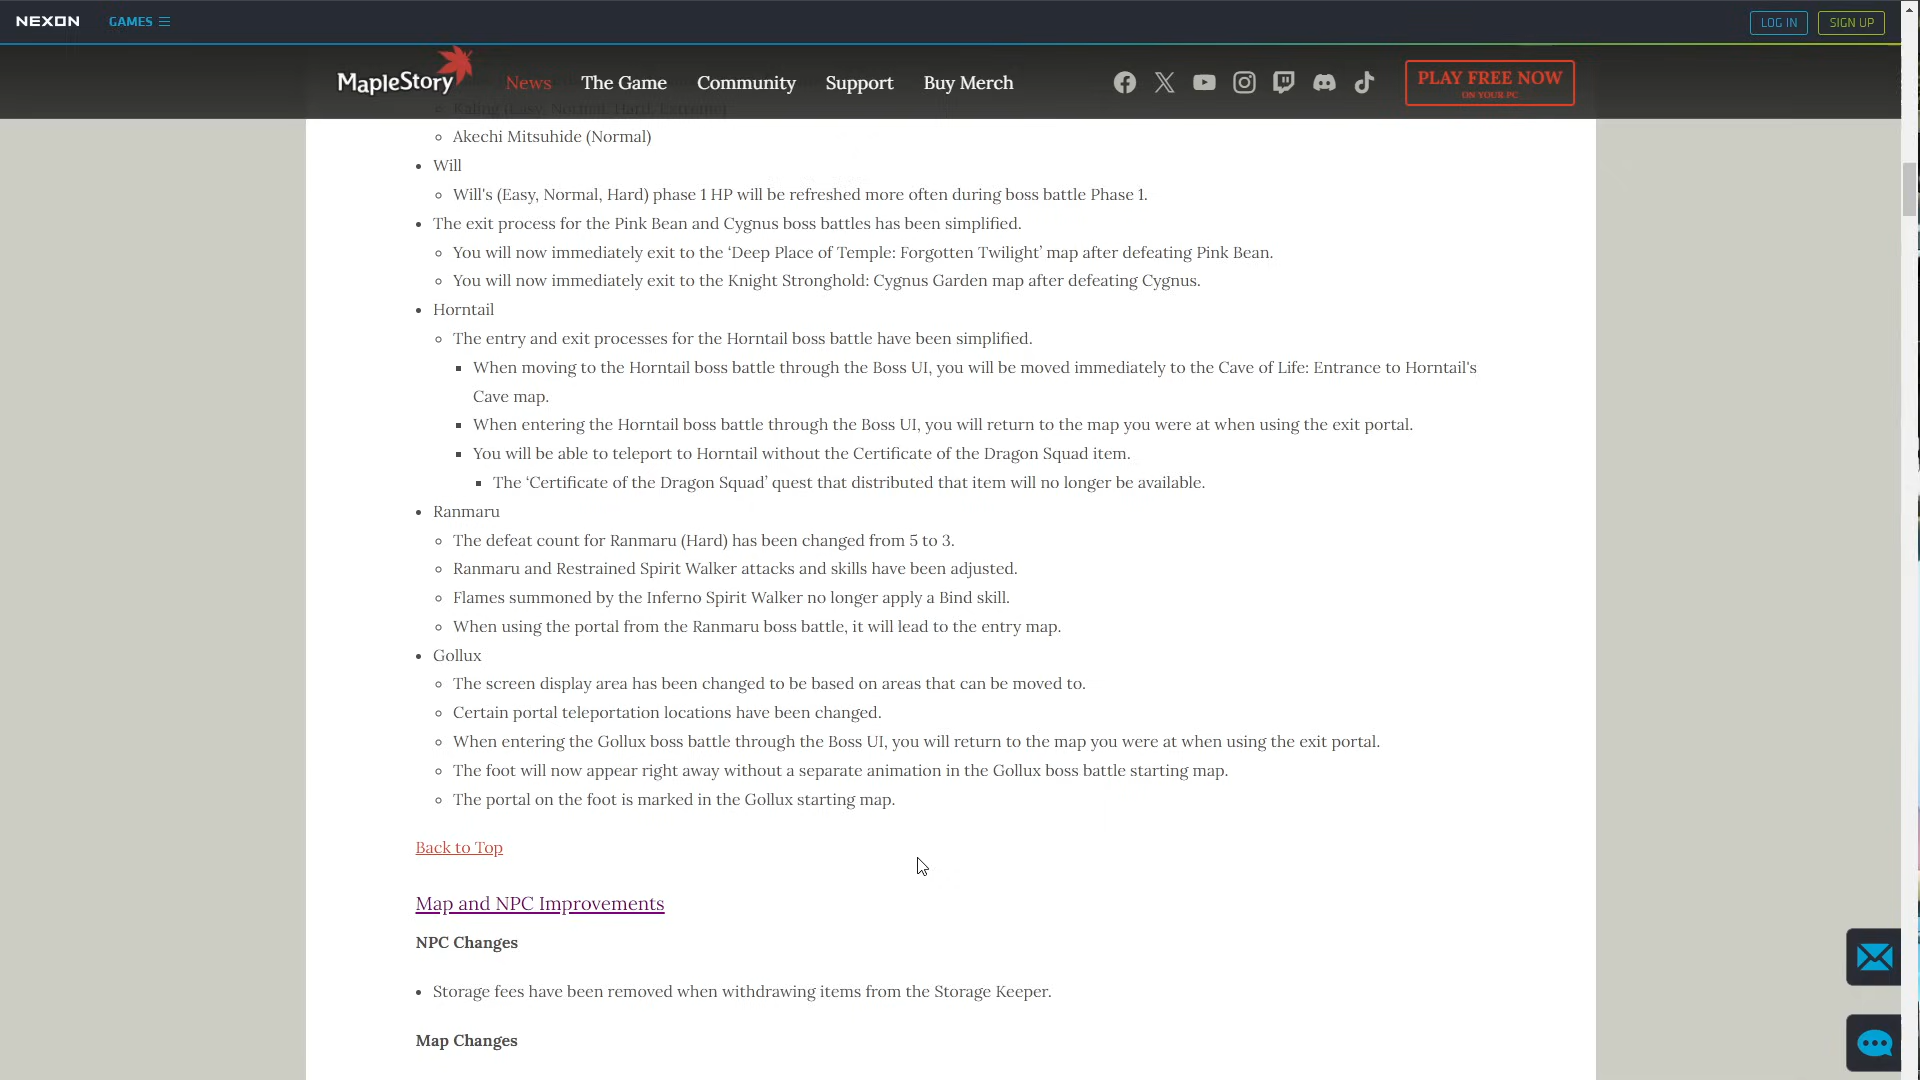 NEXON GAMES LOG IN SIGN UP
MapleStory News The Game Community Support Buy Merch PLAY FREE NOW
ON YOUR PC
Kaling (Easy, Normal, Hard, Extreme)
Akechi Mitsuhide (Normal)
Will
Will's (Easy, Normal, Hard) phase 1 HP will be refreshed more often during boss battle Phase 1.
The exit process for the Pink Bean and Cygnus boss battles has been simplified.
You will now immediately exit to the ‘Deep Place of Temple: Forgotten Twilight’ map after defeating Pink Bean.
You will now immediately exit to the Knight Stronghold: Cygnus Garden map after defeating Cygnus.
Horntail
The entry and exit processes for the Horntail boss battle have been simplified.
When moving to the Horntail boss battle through the Boss UI, you will be moved immediately to the Cave of Life: Entrance to Horntail's
Cave map.
When entering the Horntail boss battle through the Boss UI, you will return to the map you were at when using the exit portal.
You will be able to teleport to Horntail without the Certificate of the Dragon Squad item.
The ‘Certificate of the Dragon Squad’ quest that distributed that item will no longer be available.
Ranmaru
The defeat count for Ranmaru (Hard) has been changed from 5 to 3.
Ranmaru and Restrained Spirit Walker attacks and skills have been adjusted.
Flames summoned by the Inferno Spirit Walker no longer apply a Bind skill.
When using the portal from the Ranmaru boss battle, it will lead to the entry map.
Gollux
The screen display area has been changed to be based on areas that can be moved to.
Certain portal teleportation locations have been changed.
When entering the Gollux boss battle through the Boss UI, you will return to the map you were at when using the exit portal.
The foot will now appear right away without a separate animation in the Gollux boss battle starting map.
The portal on the foot is marked in the Gollux starting map.
Back to Top
Map and NPC Improvements
NPC Changes
Storage fees have been removed when withdrawing items from the Storage Keeper.
Map Changes